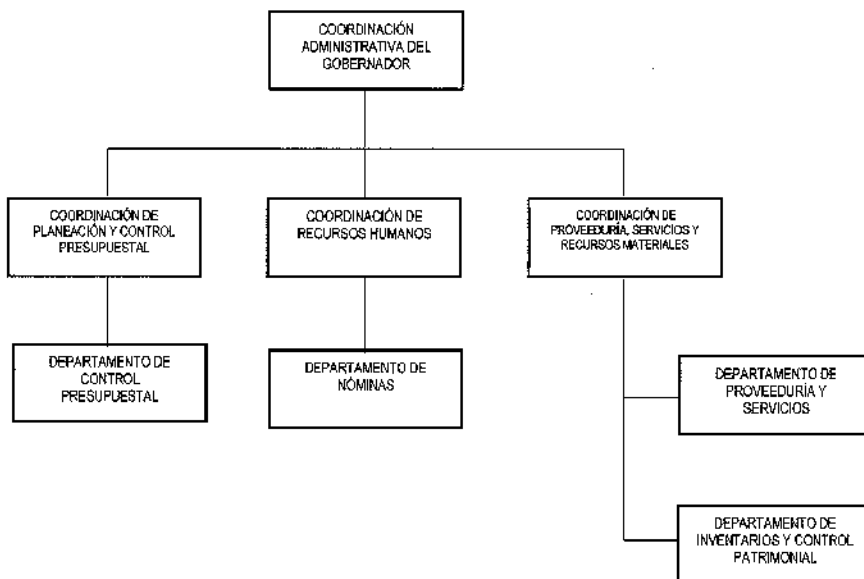 COORDINACIÓN
ADMINISTRATIVA DEL
GOBERNADOR
COORDINACIÓN DE
PLANEACIÓN Y CONTROL
PRESUPUESTAL
COORDINACIÓN DE
RECURSOS HUMANOS
COORDINACIÓN DE
PROVEEDURÍA, SERVICIOS Y
RECURSOS MATERIALES
DEPARTAMENTO DE
CONTROL
PRESUPUESTAL
DEPARTAMENTO DE
NÓMINAS
DEPARTAMENTO DE
PROVEEDURÍA Y
SERVICIOS
DEPARTAMENTO DE
INVENTARIOS Y CONTROL
PATRIMONIAL